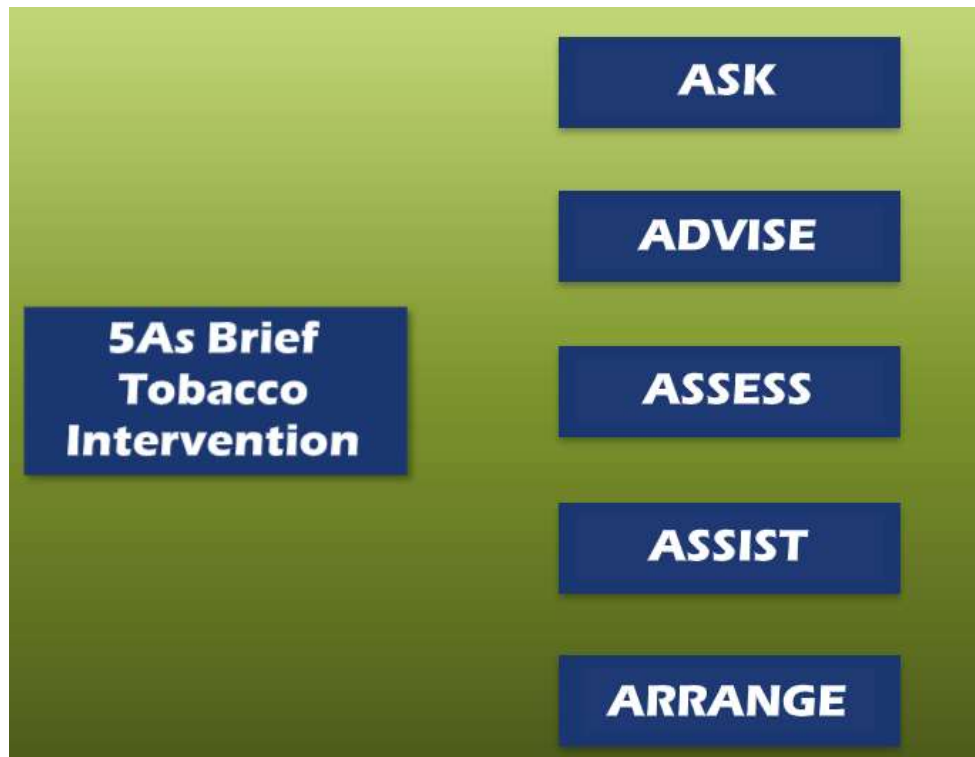 5As Brief
Tobacco
Intervention
ASK
ADVISE
ASSESS
ASSIST
ARRANGE